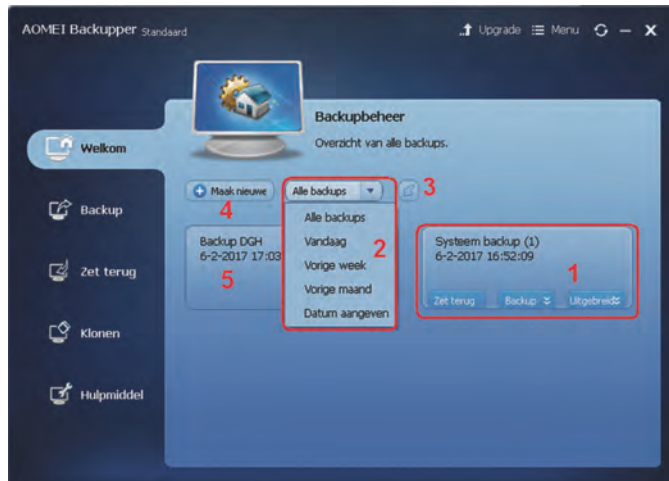 AOMEI Backupper Standaard
Upgrade Menu
Backupbeheer
Overzicht van alle backups.
Welkom
Maak nieuwe
Alle backups
3
4
Backup
Alle backups
Vandaag
Vorige week
Vorige maand
Datum aangeven
2
Backup DGH
6-2-2017 17:03
5
Systeem backup (1)
6-2-2017 16:52:09
1
Zet terug
Backup
Uitgebreid
Zet terug
Klonen
Hulpmiddel